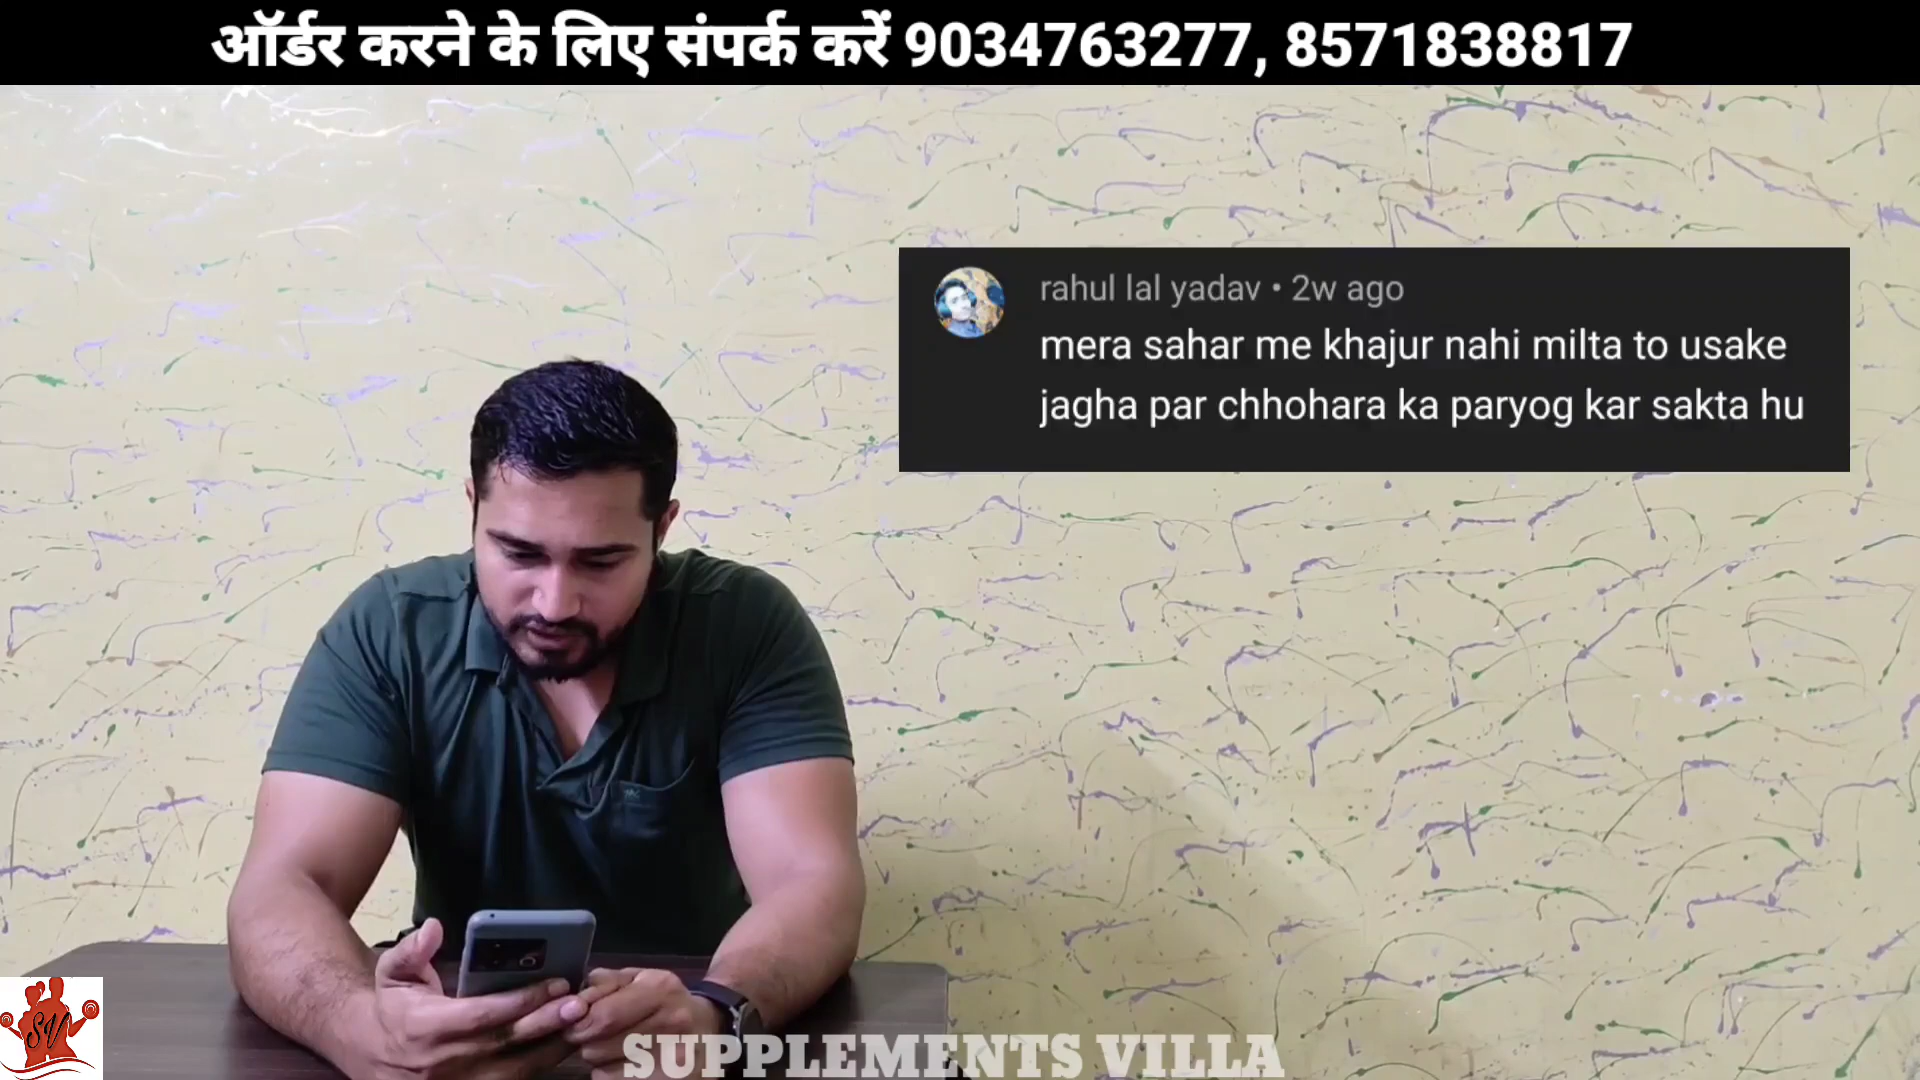 ऑर्डर करने के लिए संपर्क करें 9034763277, 8571838817
rahul lal yadav • 2w ago
mera sahar me khajur nahi milta to usake
jagha par chhohara ka paryog kar sakta hu
SV
SUPPLEMENTS VILLA